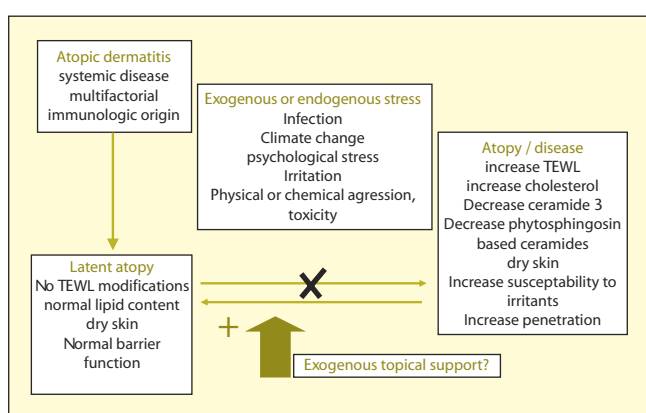 Atopic dermatitis
systemic disease
multifactorial
immunologic origin
Exogenous or endogenous stress
Infection
Climate change
psychological stress
Irritation
Physical or chemical agression,
toxicity
Atopy / disease
increase TEWL
increase cholesterol
Decrease ceramide 3
Decrease phytosphingosin
based ceramides
dry skin
Increase susceptability to
irritants
Increase penetration
Latent atopy
No TEWL modifications
normal lipid content
dry skin
Normal barrier
function
+
Exogenous topical support?